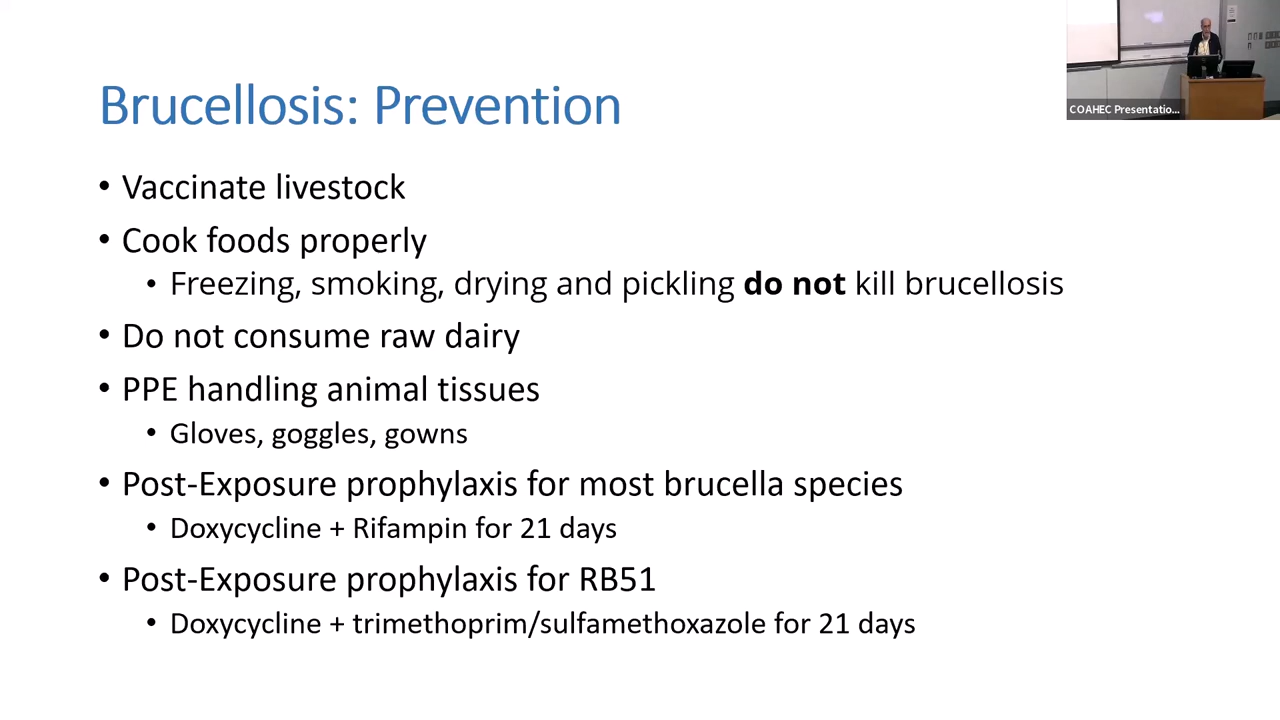 COAHEC Presentatio...
Brucellosis: Prevention
• Vaccinate livestock
• Cook foods properly
• Freezing, smoking, drying and pickling do not kill brucellosis
• Do not consume raw dairy
• PPE handling animal tissues
• Gloves, goggles, gowns
• Post-Exposure prophylaxis for most brucella species
• Doxycycline + Rifampin for 21 days
• Post-Exposure prophylaxis for RB51
• Doxycycline + trimethoprim/sulfamethoxazole for 21 days